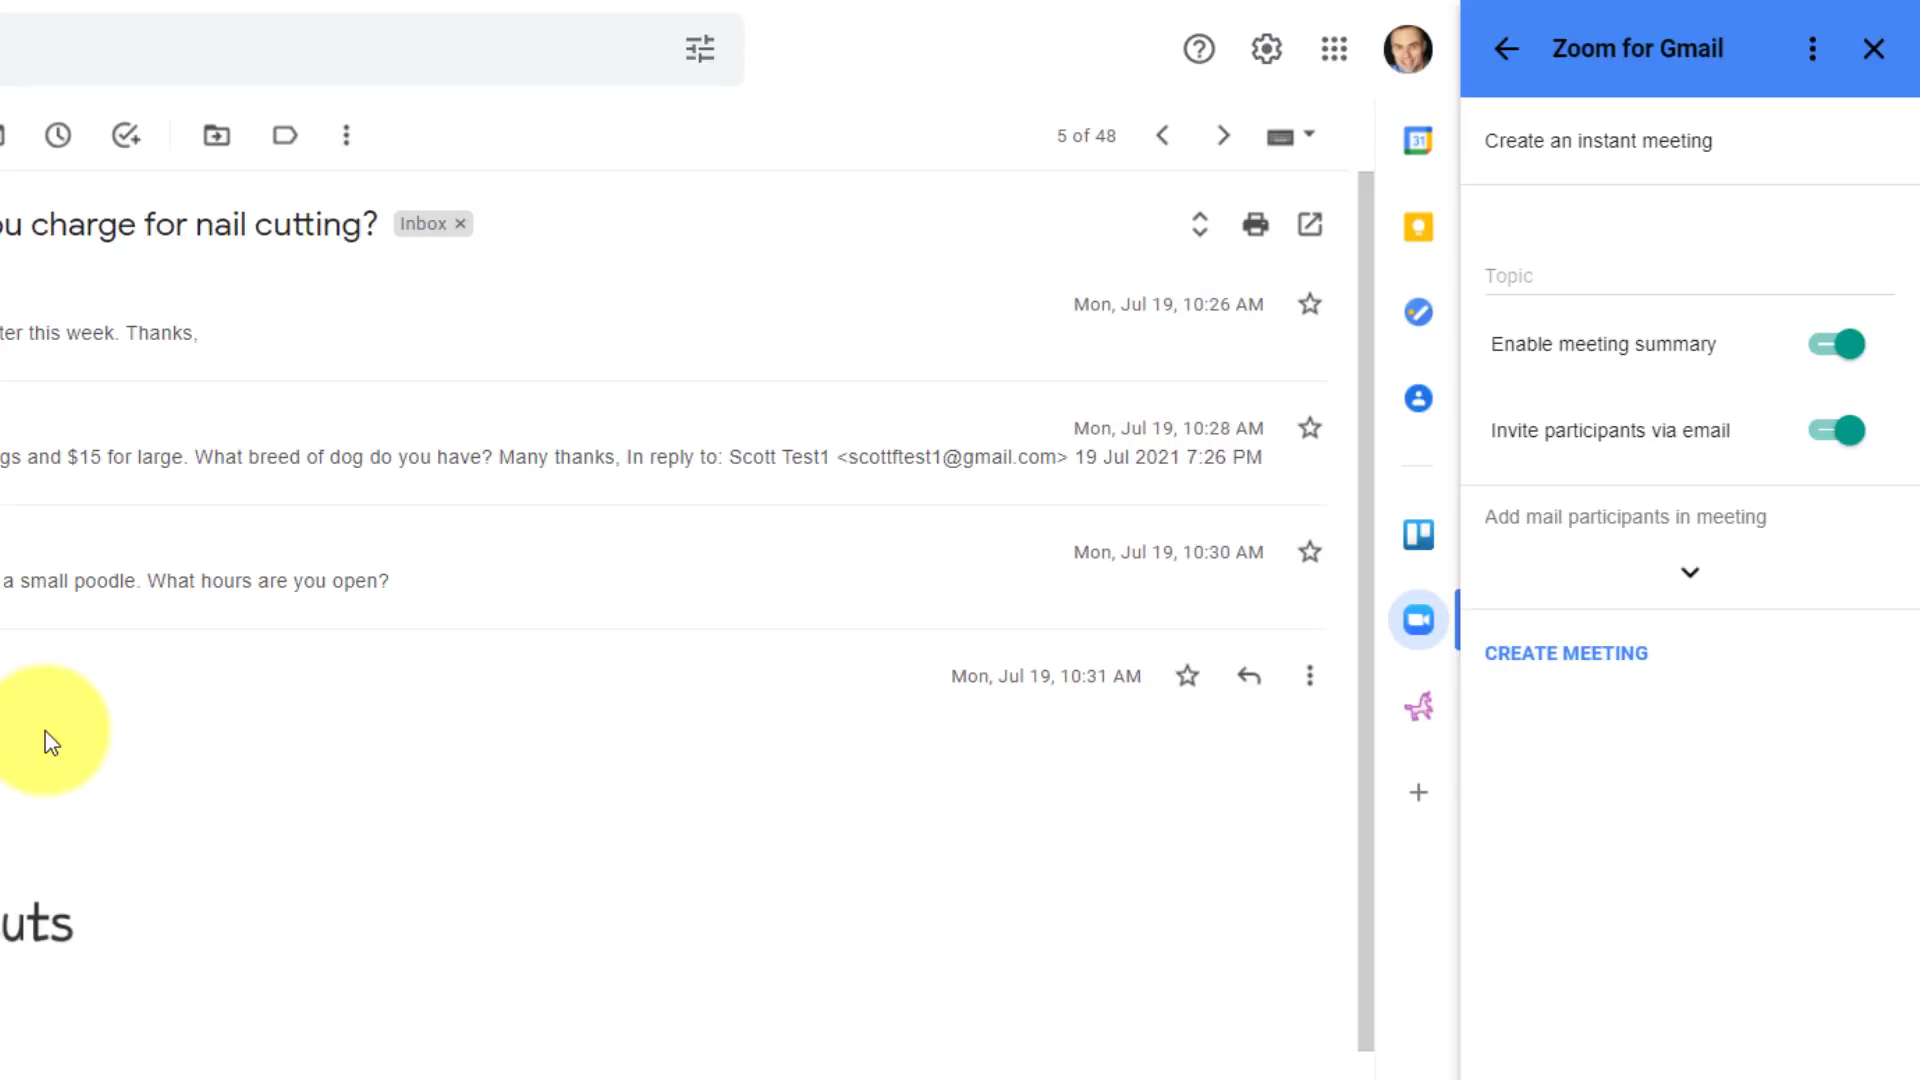 Zoom for Gmail
Create an instant meeting
5 of 48
31
charge for nail cutting?
Inbox
Topic
Mon, Jul 19, 10:26 AM
this week. Thanks,
Enable meeting summary
Mon, Jul 19, 10:28 AM
Invite participants via email
and $15 for large. What breed of dog do you have? Many thanks, In reply to: Scott Test1 <scottftest1@gmail.com> 19 Jul 2021 7:26 PM
Add mail participants in meeting
Mon, Jul 19, 10:30 AM
a small poodle. What hours are you open?
CREATE MEETING
Mon, Jul 19, 10:31 AM